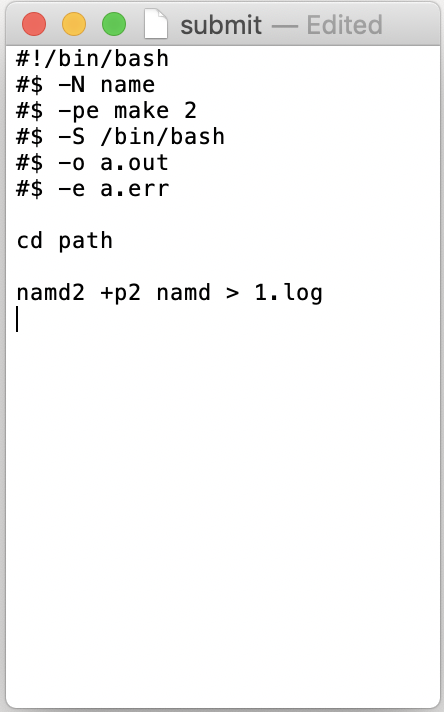 submit — Edited
#!/bin/bash
#$ -N name
#$ -pe make 2
#$ -S /bin/bash
#$ -o a.out
#$ -e a.err
cd path
namd2 +p2 namd > 1.log